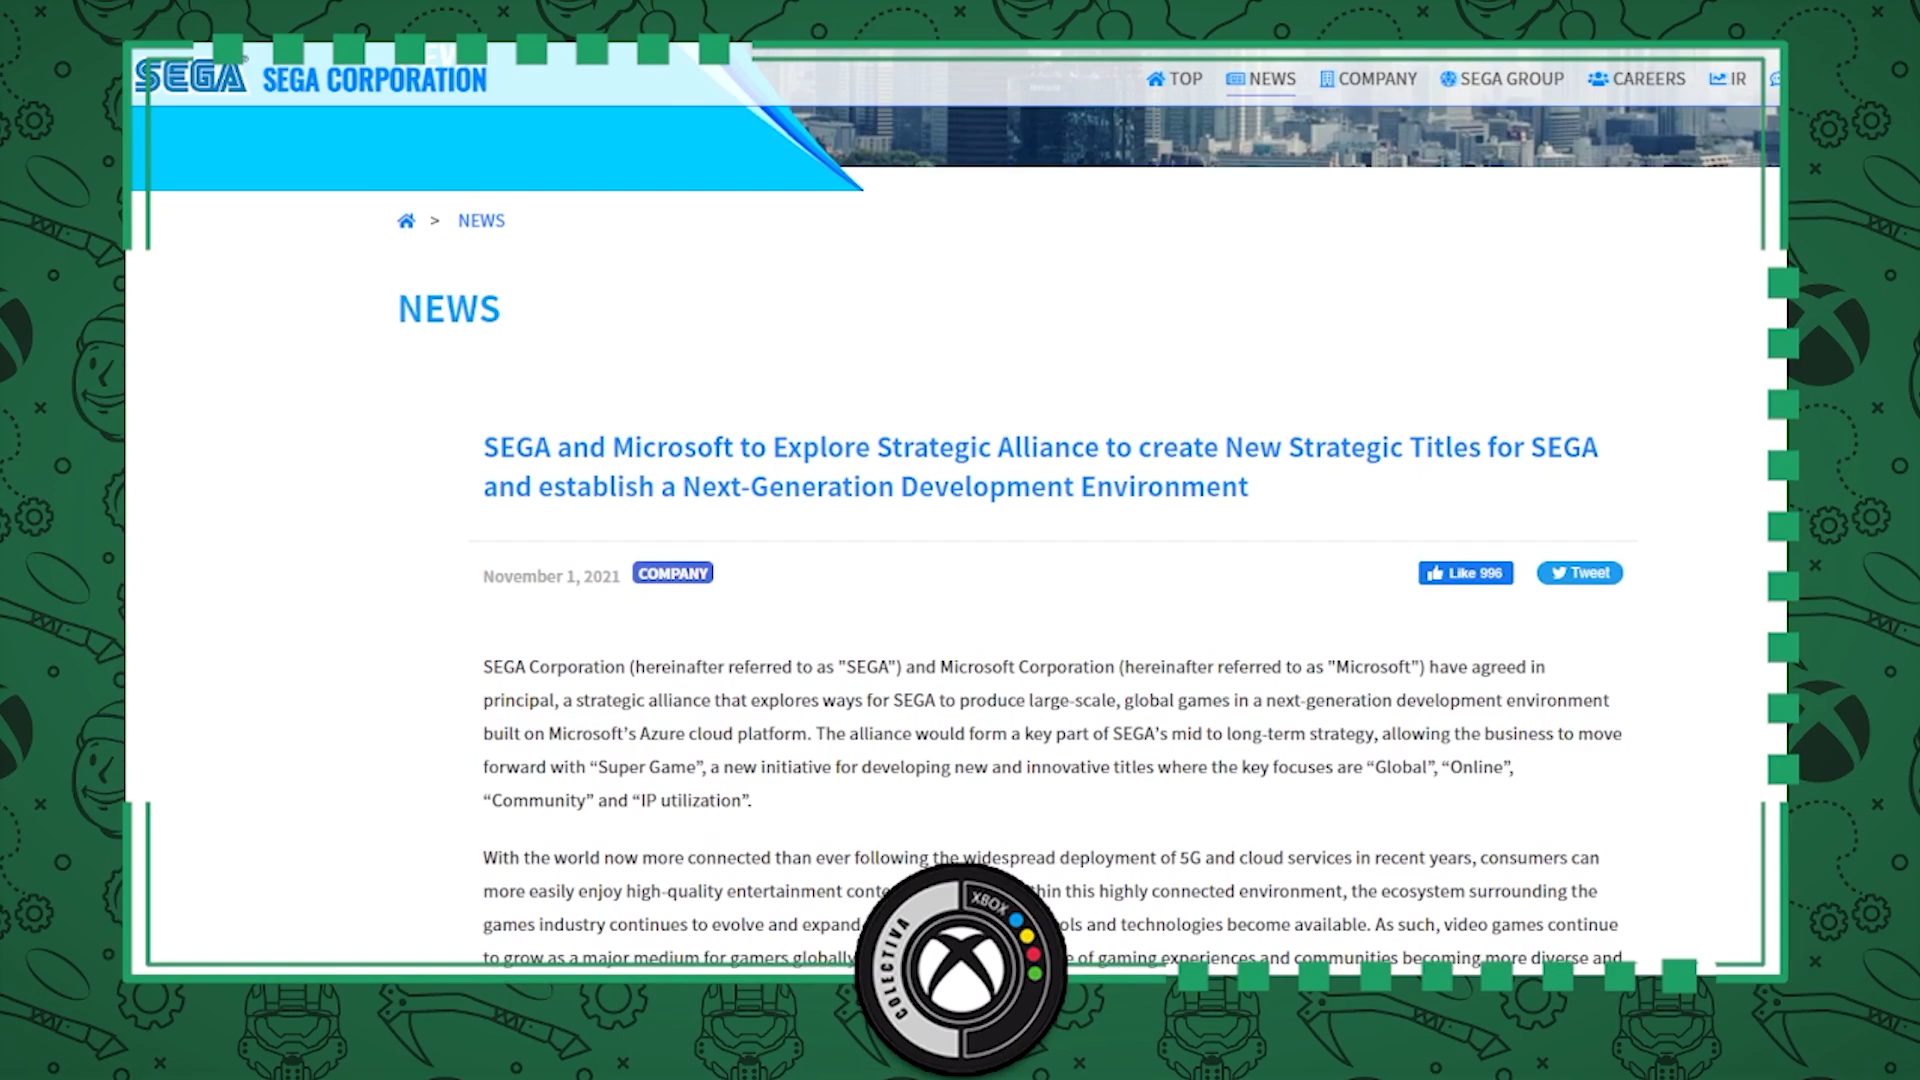 SEGA SEGA CORPORATION
TOP NEWS COMPANY SEGA GROUP CAREERS IR
> NEWS
NEWS
SEGA and Microsoft to Explore Strategic Alliance to create New Strategic Titles for SEGA
and establish a Next-Generation Development Environment
November 1, 2021 COMPANY
Like 996 Tweet
SEGA Corporation (hereinafter referred to as "SEGA") and Microsoft Corporation (hereinafter referred to as "Microsoft") have agreed in
principal, a strategic alliance that explores ways for SEGA to produce large-scale, global games in a next-generation development environment
built on Microsoft’s Azure cloud platform. The alliance would form a key part of SEGA’s mid to long-term strategy, allowing the business to move
forward with “Super Game”, a new initiative for developing new and innovative titles where the key focuses are “Global”, “Online”,
“Community” and “IP utilization”.
With the world now more connected than ever following the widespread deployment of 5G and cloud services in recent years, consumers can
more easily enjoy high-quality entertainment this highly connected environment, the ecosystem surrounding the
games industry continues to evolve and expand and technologies become available. As such, video games continue
to grow as a major medium for gamers globally of gaming experiences and communities becoming more diverse and
COLECTIVA XBOX